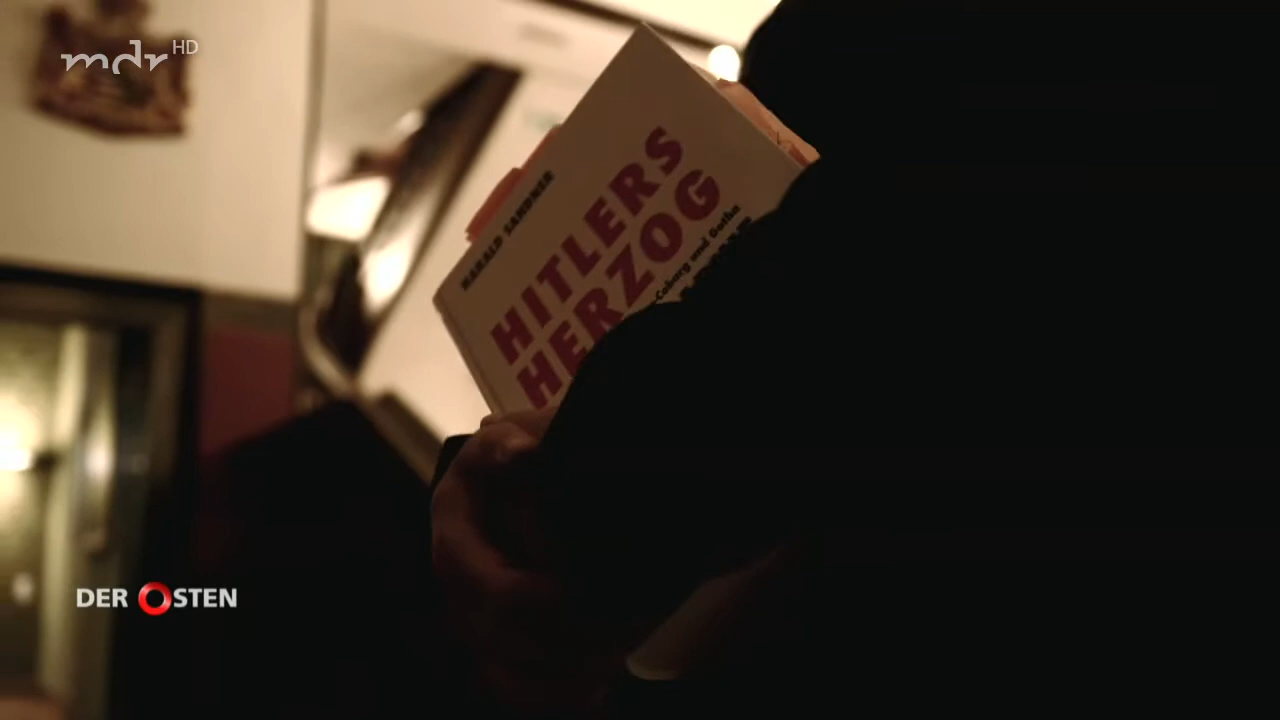 mdr HD
HARALD SANDNER
HITLERS
HERZOG
Coburg und Gotha
DER OSTEN